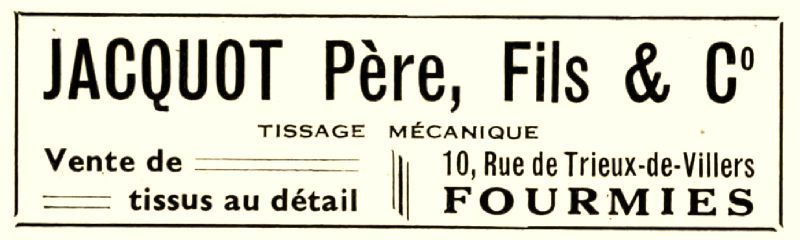 JACQUOT Père, Fils & Cº
TISSAGE MÉCANIQUE
Vente de
tissus au détail
10, Rue de Trieux-de-Villers
FOURMIES